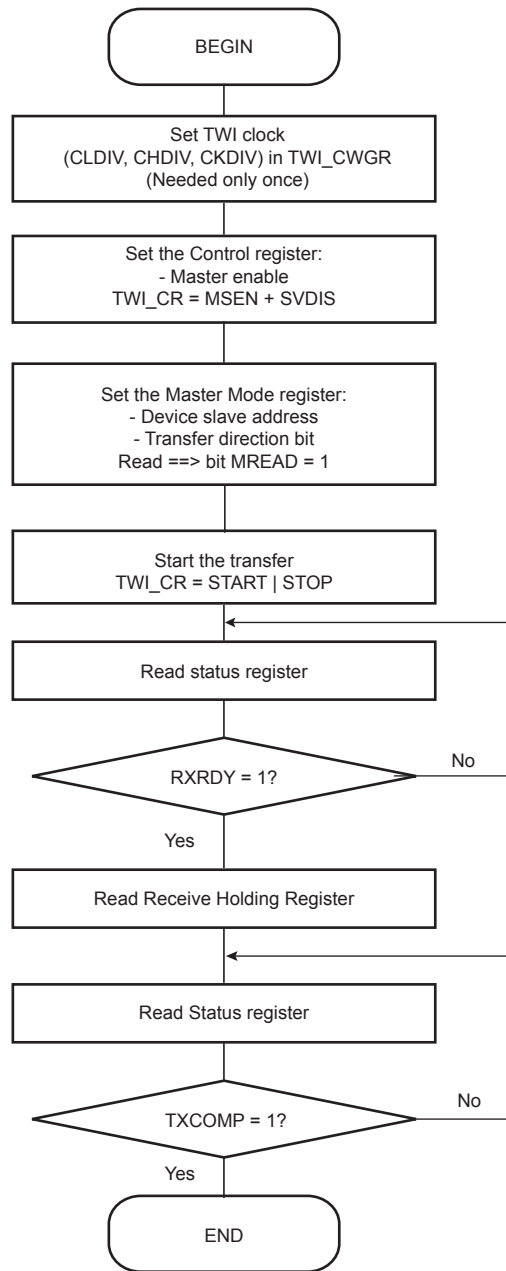 BEGIN
Set TWI clock
(CLDIV, CHDIV, CKDIV) in TWI_CWGR
(Needed only once)
Set the Control register:
- Master enable
TWI_CR = MSEN + SVDIS
Set the Master Mode register:
- Device slave address
- Transfer direction bit
Read ==> bit MREAD = 1
Start the transfer
TWI_CR = START | STOP
Read status register
RXRDY = 1?
No
Yes
Read Receive Holding Register
Read Status register
TXCOMP = 1?
No
Yes
END